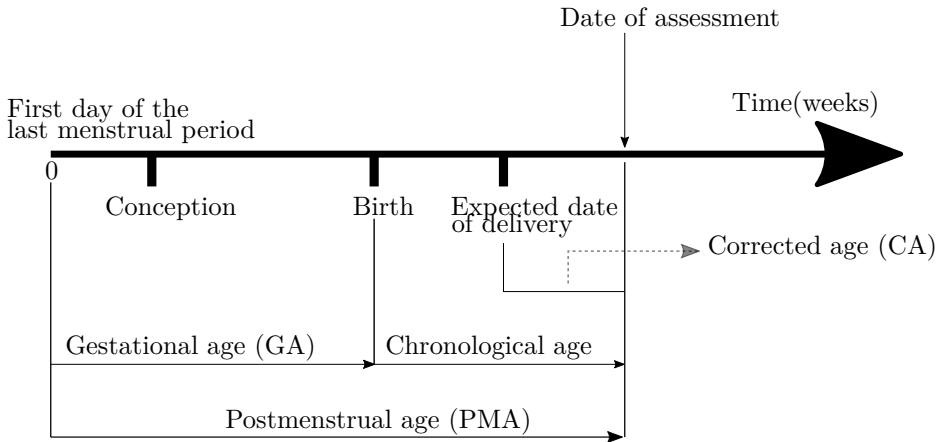 Date of assessment
Time(weeks)
First day of the
last menstrual period
0
Conception
Birth
Expected date
of delivery
Corrected age (CA)
Gestational age (GA)
Chronological age
Postmenstrual age (PMA)